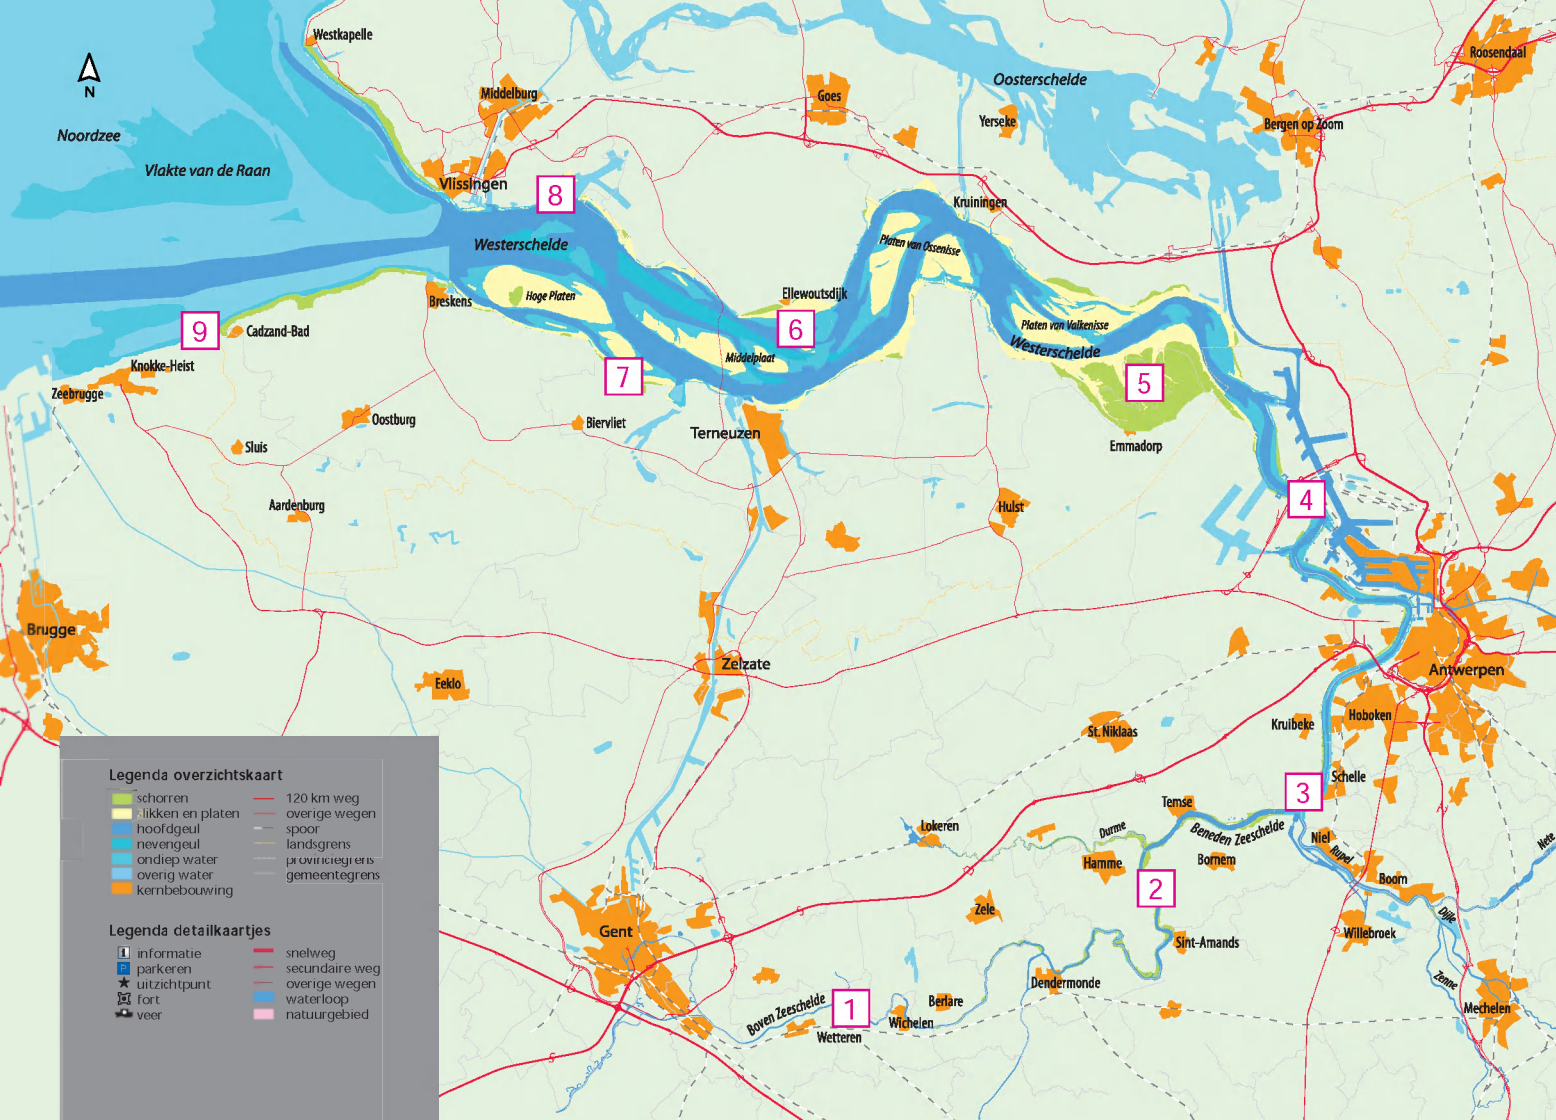 Westkapelle
N
Noordzee
Vlakte van de Raan
Middelburg
Goes
Oosterschelde
Yerseke
Roosendaal
Bergen op Zoom
Vlissingen
8
Kruiningen
Westerschelde
Platen van Ossenisse
Breskens
Hoge Platen
Ellewoutsdijk
9
Cadzand-Bad
6
Platen van Valkenisse
Westerschelde
Middelplaat
Knokke-Heist
7
5
Zeebrugge
Oostburg
Biervliet
Terneuzen
Emmadorp
Sluis
Aardenburg
Hulst
4
Brugge
Zelzate
Antwerpen
Eeklo
St. Niklaas
Kruibeke
Hoboken
Schelle
3
Temse
Lokeren
Durme
Beneden Zeeschelde
Niel
Rupel
Nete
Hamme
Bornem
Boom
2
Zele
Dijle
Gent
Sint-Amands
Willebroek
Dendermonde
Zenne
Boven Zeeschelde
1
Berlare
Wichelen
Wetteren
Mechelen
Legenda overzichtskaart
schorren
slikken en platen
hoofdgeul
nevengeul
ondiep water
overig water
kernbebouwing
120 km weg
overige wegen
spoor
landsgrens
provinciegrens
gemeentegrens
Legenda detailkaartjes
i informatie
P parkeren
uitzichtpunt
fort
veer
snelweg
secundaire weg
overige wegen
waterloop
natuurgebied